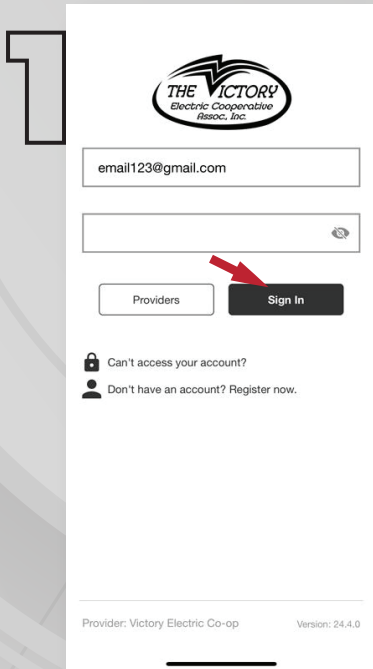 1
THE VICTORY
Electric Cooperative
Assoc., Inc.
email123@gmail.com
Providers
Sign In
Can't access your account?
Don't have an account? Register now.
Provider: Victory Electric Co-op
Version: 24.4.0